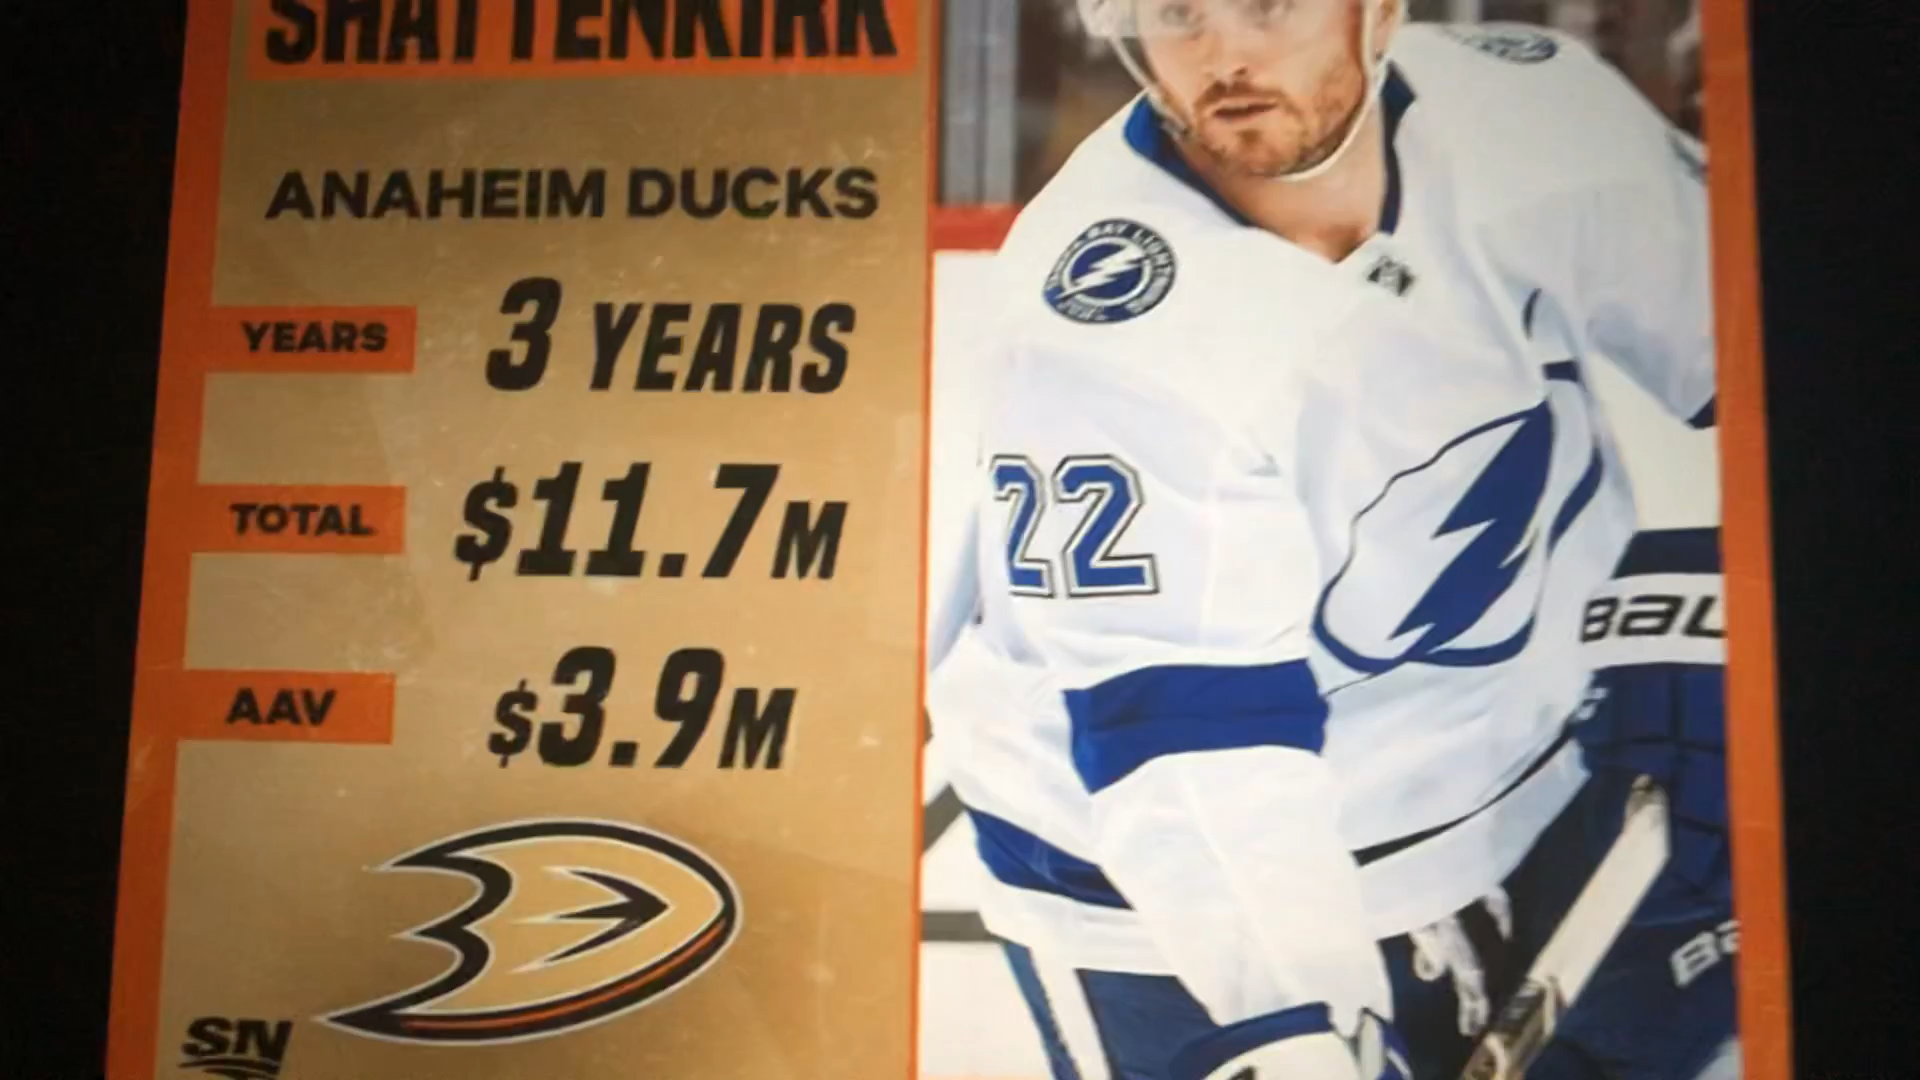 SHATTENKIRK
ANAHEIM DUCKS
YEARS 3 YEARS
TOTAL $11.7M
AAV $3.9M
SN
22
BAU